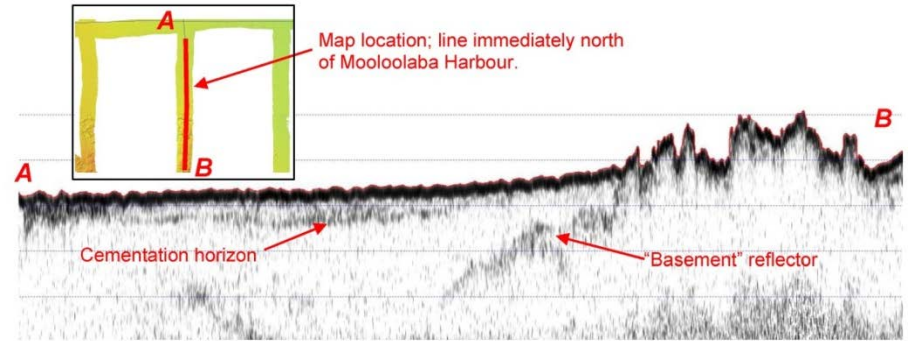 A
Map location; line immediately north
of Mooloolaba Harbour.
B
B
A
Cementation horizon
"Basement" reflector